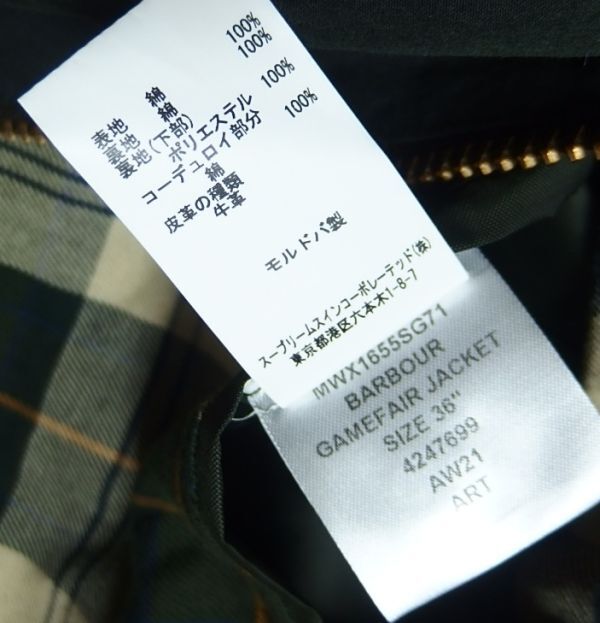 表地 綿 100%
裏地 綿 100%
裏地(下部)
ポリエステル 100%
コーデュロイ部分
綿 100%
皮革の種類
牛革
モルドバ製
スープリームスインコーポレーテッド(株)
東京都港区六本木1-8-7
MWX1655SG71
BARBOUR
GAMEFAIR JACKET
SIZE 36"
4247699
AW21
ART